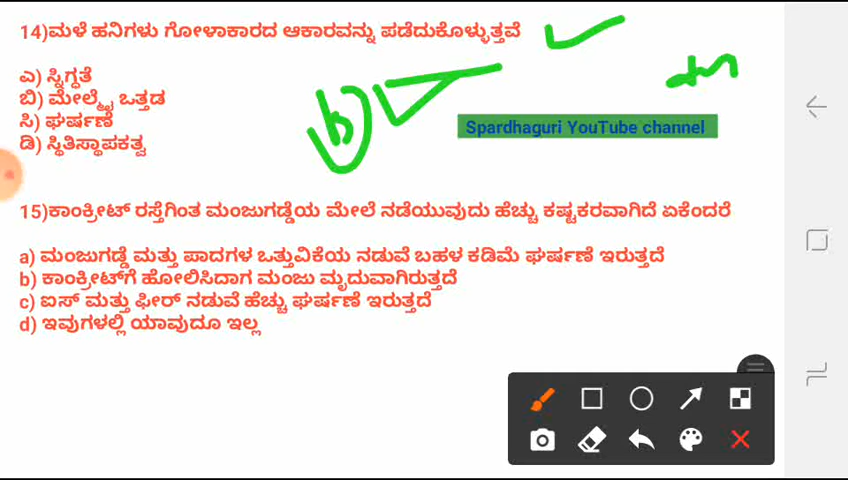 14)ಮಳೆ ಹನಿಗಳು ಗೋಳಾಕಾರದ ಆಕಾರವನ್ನು ಪಡೆದುಕೊಳ್ಳುತ್ತವೆ
ಎ) ಸ್ನಿಗ್ಧತೆ
ಬಿ) ಮೇಲ್ಮೈ ಒತ್ತಡ
ಸಿ) ಘರ್ಷಣೆ
ಡಿ) ಸ್ಥಿತಿಸ್ಥಾಪಕತ್ವ
b
Spardhaguri YouTube channel
15)ಕಾಂಕ್ರೀಟ್ ರಸ್ತೆಗಿಂತ ಮಂಜುಗಡ್ಡೆಯ ಮೇಲೆ ನಡೆಯುವುದು ಹೆಚ್ಚು ಕಷ್ಟಕರವಾಗಿದೆ ಏಕೆಂದರೆ
a) ಮಂಜುಗಡ್ಡೆ ಮತ್ತು ಪಾದಗಳ ಒತ್ತುವಿಕೆಯ ನಡುವೆ ಬಹಳ ಕಡಿಮೆ ಘರ್ಷಣೆ ಇರುತ್ತದೆ
b) ಕಾಂಕ್ರೀಟ್‌ಗೆ ಹೋಲಿಸಿದಾಗ ಮಂಜು ಮೃದುವಾಗಿರುತ್ತದೆ
c) ಐಸ್ ಮತ್ತು ಫೀರ್ ನಡುವೆ ಹೆಚ್ಚು ಘರ್ಷಣೆ ಇರುತ್ತದೆ
d) ಇವುಗಳಲ್ಲಿ ಯಾವುದೂ ಇಲ್ಲ